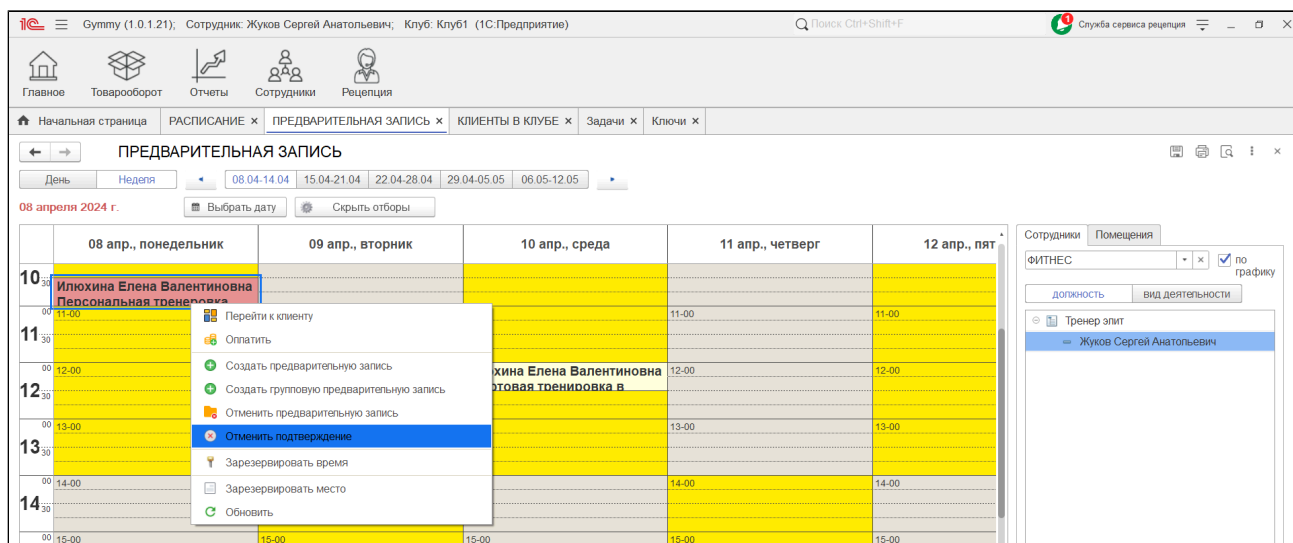 1С Gymmy (1.0.1.21); Сотрудник: Жуков Сергей Анатольевич; Клуб: Клуб1 (1С:Предприятие) Поиск Ctrl+Shift+F 1 Служба сервиса рецепция
Главное Товарооборот Отчеты Сотрудники Рецепция
Начальная страница РАСПИСАНИЕ × ПРЕДВАРИТЕЛЬНАЯ ЗАПИСЬ × КЛИЕНТЫ В КЛУБЕ × Задачи × Ключи ×
ПРЕДВАРИТЕЛЬНАЯ ЗАПИСЬ
День Неделя 08.04-14.04 15.04-21.04 22.04-28.04 29.04-05.05 06.05-12.05
08 апреля 2024 г. Выбрать дату Скрыть отборы
08 апр., понедельник 09 апр., вторник 10 апр., среда 11 апр., четверг 12 апр., пят
Сотрудники Помещения
ФИТНЕС по графику
должность вид деятельности
Тренер элит
Жуков Сергей Анатольевич
10 30 Илюхина Елена Валентиновна
Персональная тренировка
00 11-00 11-00 11-00
11 30
00 12-00 хина Елена Валентиновна 12-00 12-00
товая тренировка в
12 30
00 13-00 13-00 13-00
13 30
00 14-00 14-00 14-00
14 30
00 15-00 15-00 15-00 15-00 15-00
Перейти к клиенту
Оплатить
Создать предварительную запись
Создать групповую предварительную запись
Отменить предварительную запись
Отменить подтверждение
Зарезервировать время
Зарезервировать место
Обновить